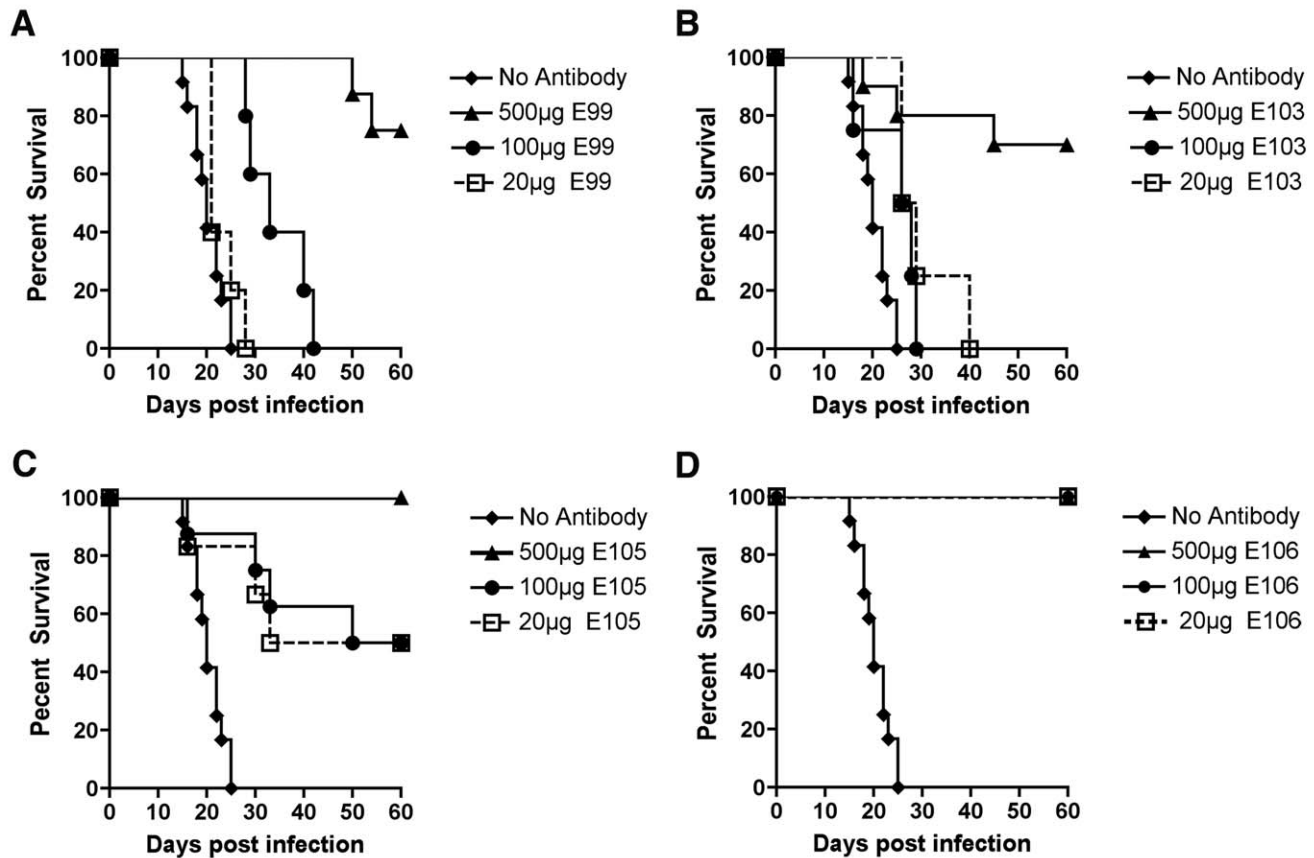 A
Percent Survival
100
80
60
40
20
0
0 10 20 30 40 50 60
Days post infection
No Antibody
500µg E99
100µg E99
20µg E99
B
Percent Survival
100
80
60
40
20
0
0 10 20 30 40 50 60
Days post infection
No Antibody
500µg E103
100µg E103
20µg E103
C
Pecent Survival
100
80
60
40
20
0
0 10 20 30 40 50 60
Days post infection
No Antibody
500µg E105
100µg E105
20µg E105
D
Percent Survival
100
80
60
40
20
0
0 10 20 30 40 50 60
Days post infection
No Antibody
500µg E106
100µg E106
20µg E106